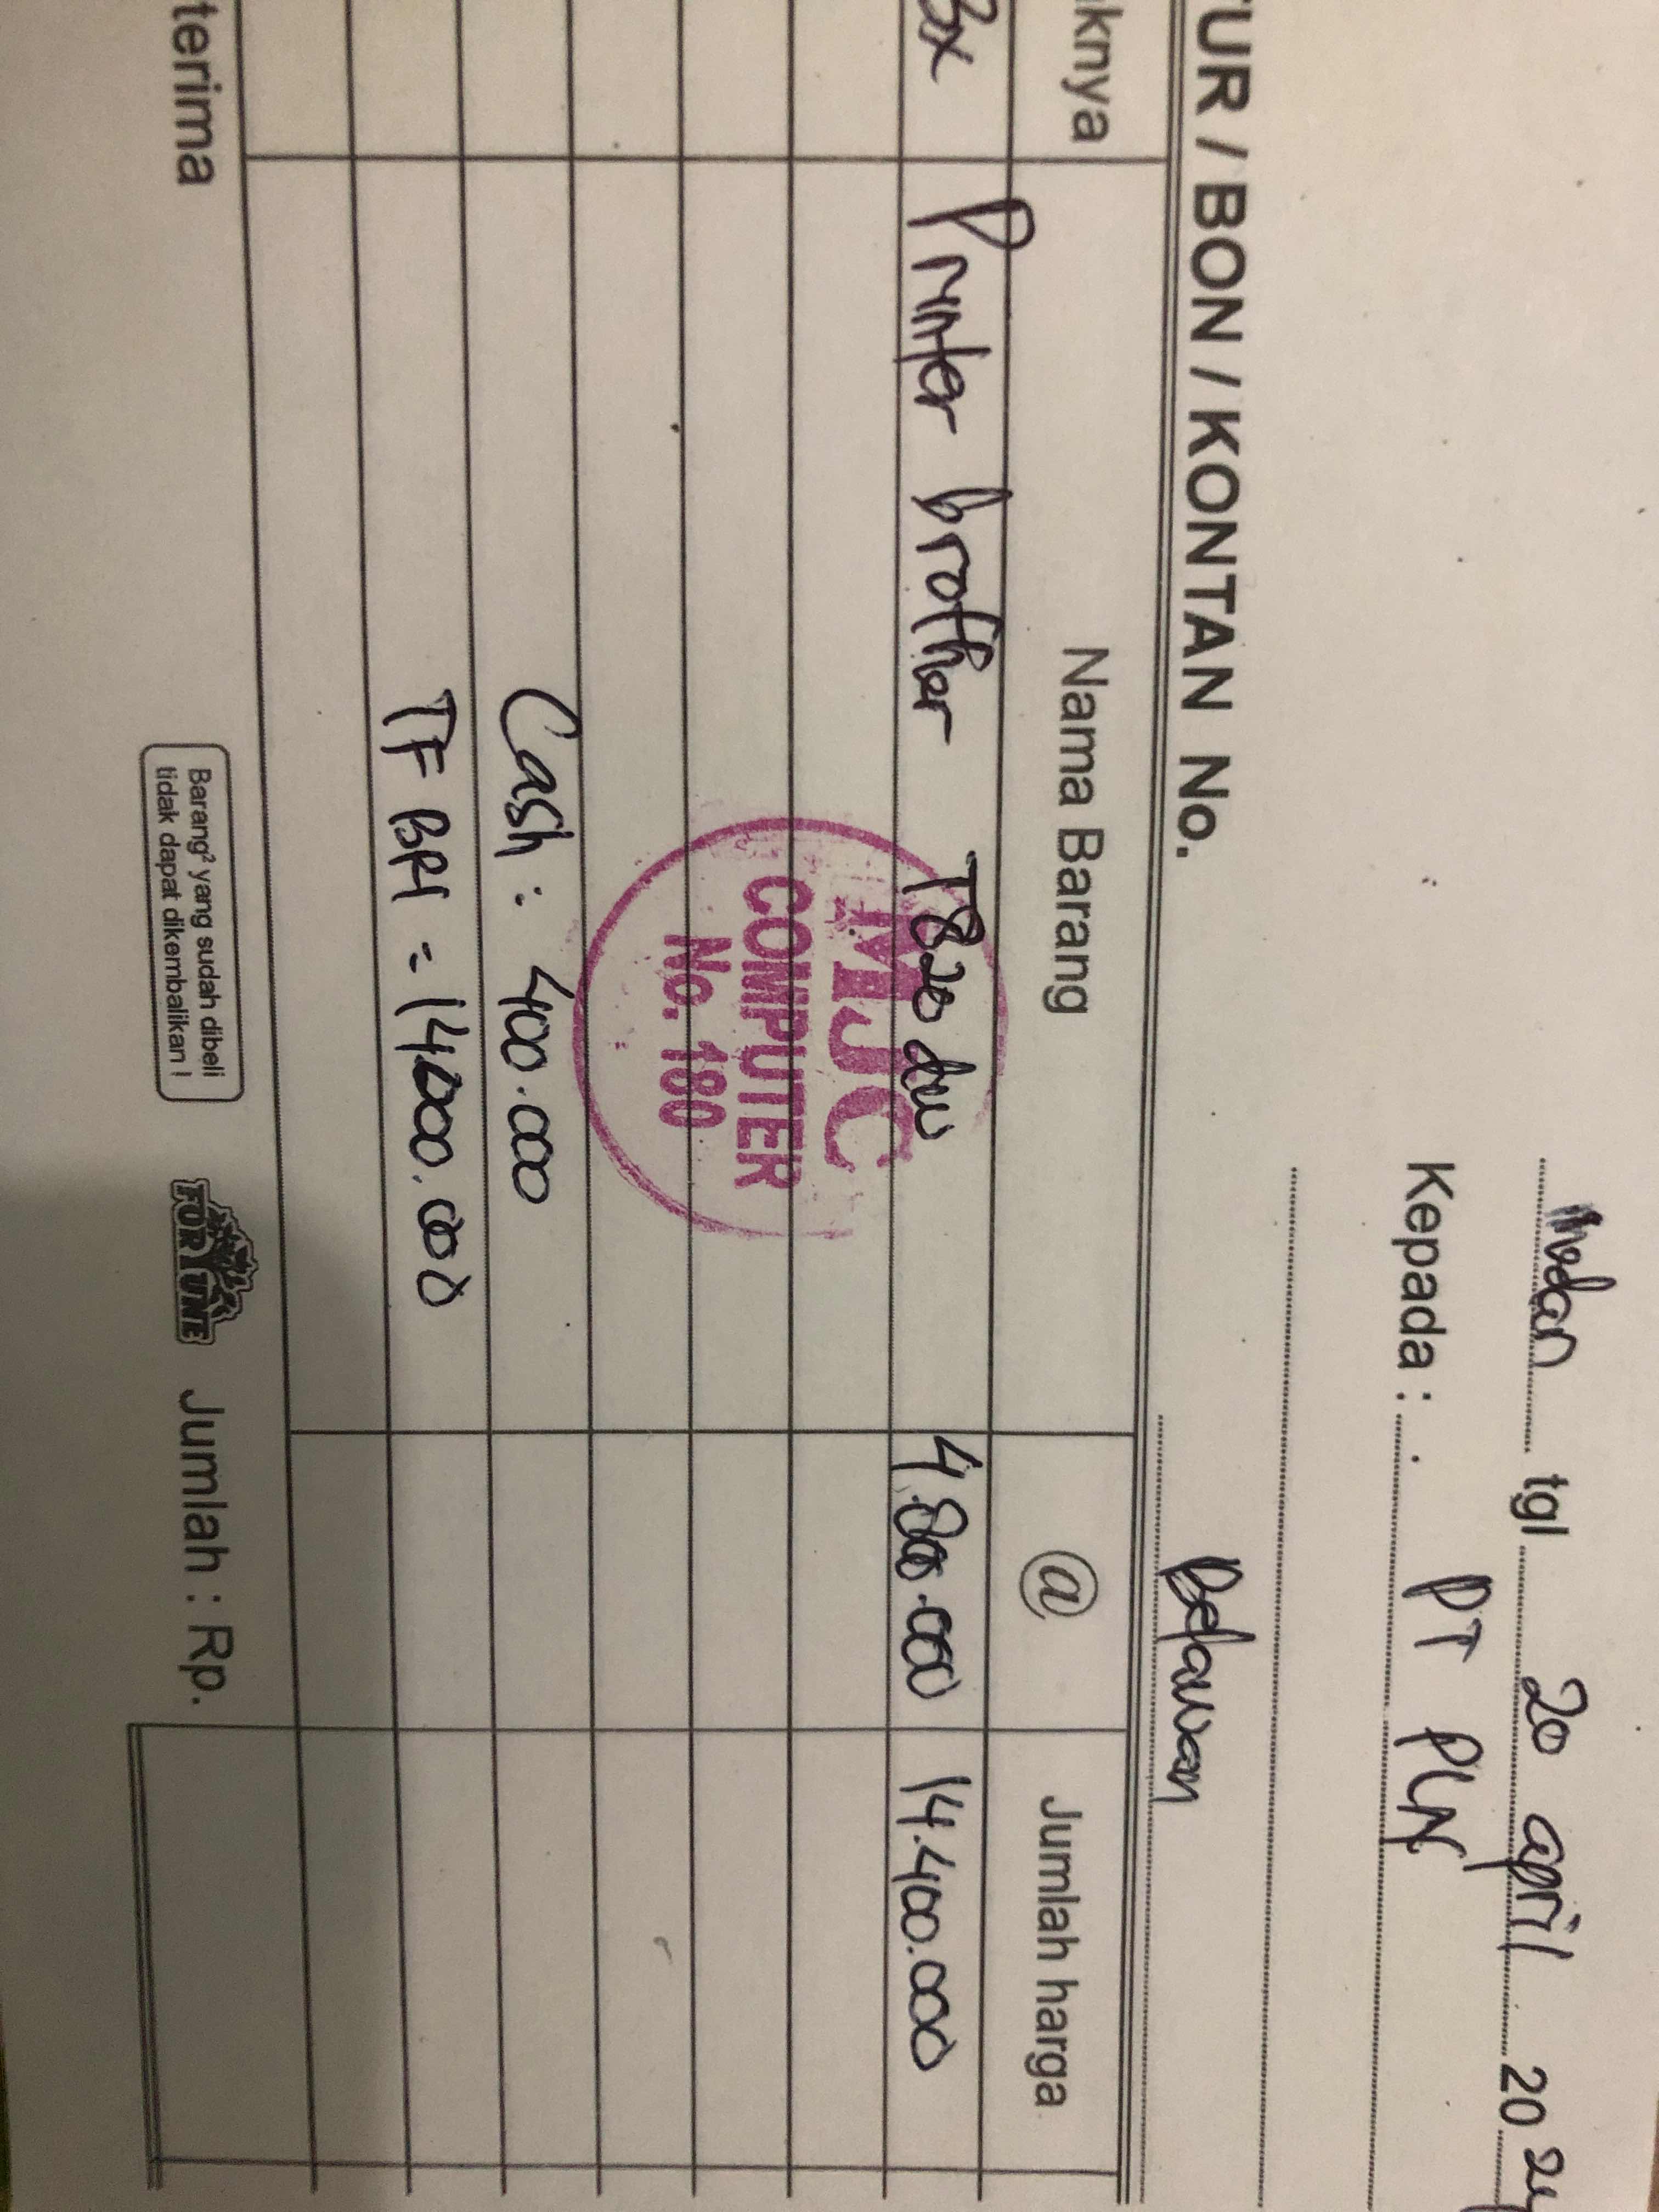 Medan tgl 20 april 2024
Kepada : PT PLN
TUR / BON / KONTAN No.
Belawan
knya Nama Barang @ Jumlah harga
3x Printer brother T820 dw 4.800.000 14.400.000
MJC
COMPUTER
No. 180
Cash : 400.000
TF BRI = 14.000.000
terima
Barang² yang sudah dibeli
tidak dapat dikembalikan !
FORTUNE
Jumlah : Rp.